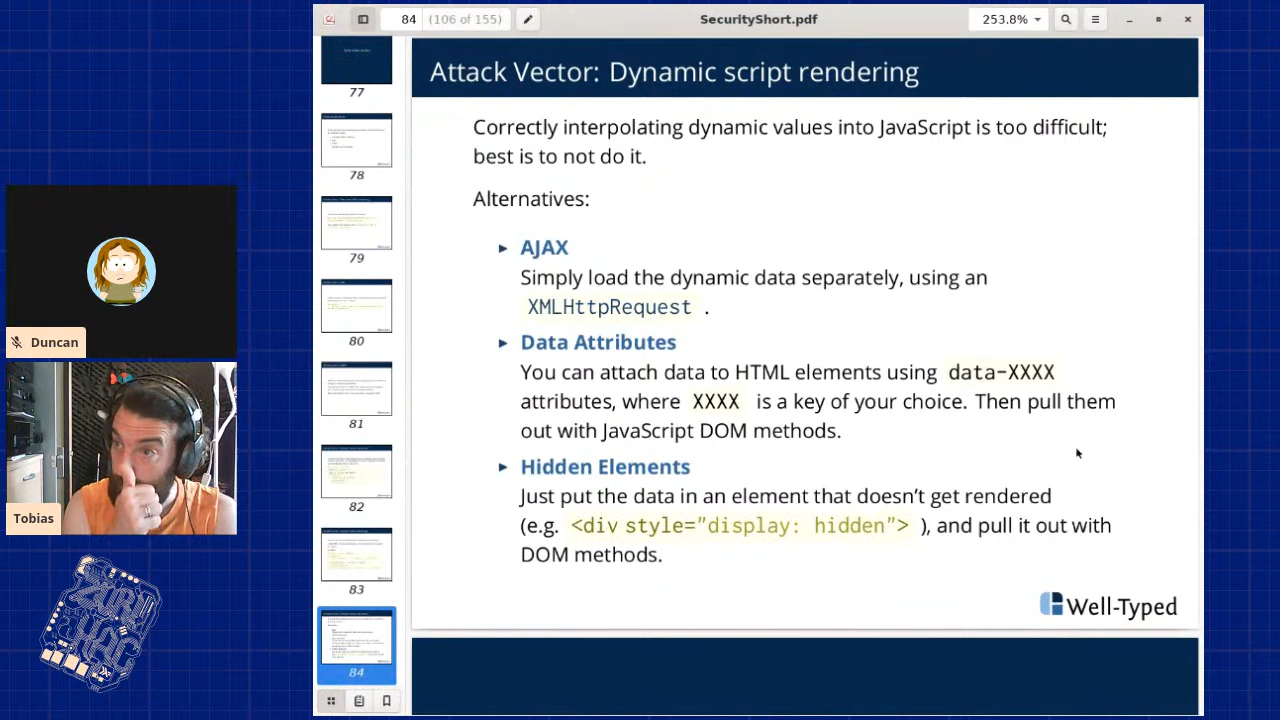 84 (106 of 155)
SecurityShort.pdf
253.8%
77
78
79
80
81
82
83
84
Attack Vector: Dynamic script rendering
Correctly interpolating dynamic values into JavaScript is too difficult;
best is to not do it.
Alternatives:
AJAX
Simply load the dynamic data separately, using an
XMLHttpRequest .
Data Attributes
You can attach data to HTML elements using data-XXXX
attributes, where XXXX is a key of your choice. Then pull them
out with JavaScript DOM methods.
Hidden Elements
Just put the data in an element that doesn't get rendered
(e.g. <div style="display: hidden"> ), and pull it out with
DOM methods.
Well-Typed
Duncan
Tobias